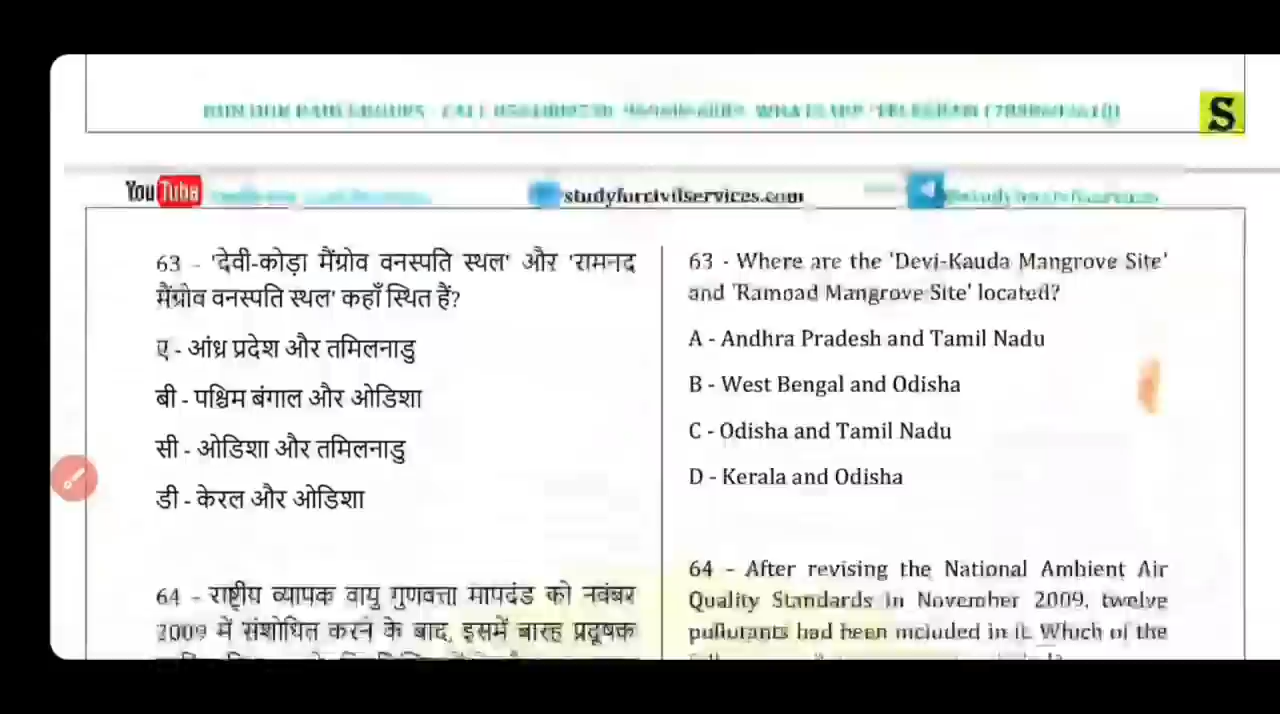 S
YouTube
studyforcivilservices.com
63 - 'देवी-कोड़ा मैंग्रोव वनस्पति स्थल' और 'रामनद
मैंग्रोव वनस्पति स्थल' कहाँ स्थित हैं?
ए - आंध्र प्रदेश और तमिलनाडु
बी - पश्चिम बंगाल और ओडिशा
सी - ओडिशा और तमिलनाडु
डी - केरल और ओडिशा
64 - राष्ट्रीय व्यापक वायु गुणवत्ता मापदंड को नवंबर
2009 में संशोधित करने के बाद, इसमें बारह प्रदूषक
63 - Where are the 'Devi-Kauda Mangrove Site'
and 'Ramoad Mangrove Site' located?
A - Andhra Pradesh and Tamil Nadu
B - West Bengal and Odisha
C - Odisha and Tamil Nadu
D - Kerala and Odisha
64 - After revising the National Ambient Air
Quality Standards in November 2009, twelve
pollutants had been included in it. Which of the